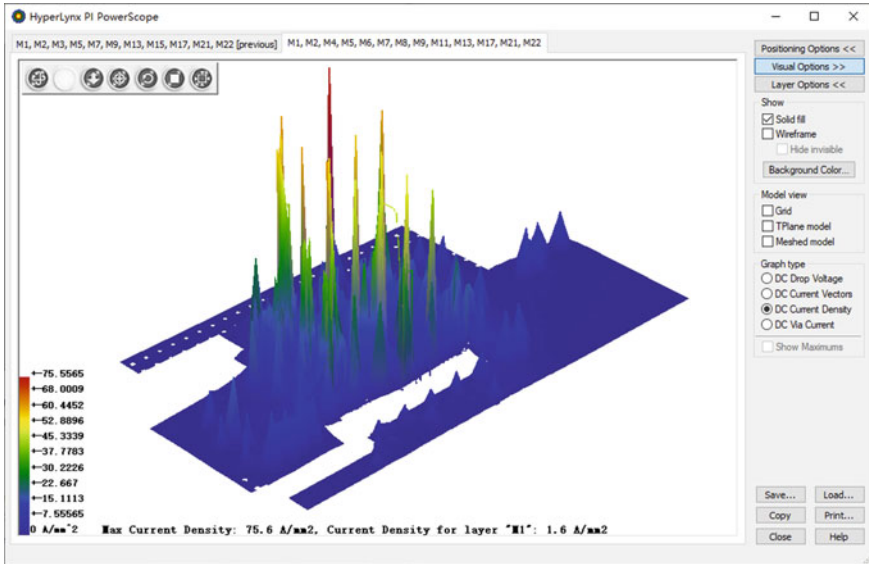 HyperLynx PI PowerScope
M1, M2, M3, M5, M7, M9, M13, M15, M17, M21, M22 [previous]
M1, M2, M4, M5, M6, M7, M8, M9, M11, M13, M17, M21, M22
Positioning Options <<
Visual Options >>
Layer Options <<
Show
Solid fill
Wireframe
Hide invisible
Background Color...
Model view
Grid
TPlane model
Meshed model
Graph type
DC Drop Voltage
DC Current Vectors
DC Current Density
DC Via Current
Show Maximums
75.5565
68.0009
60.4452
52.8896
45.3339
37.7783
30.2226
22.667
15.1113
7.55565
0 A/mm^2
Max Current Density: 75.6 A/mm2, Current Density for layer "M1": 1.6 A/mm2
Save...
Load...
Copy
Print...
Close
Help